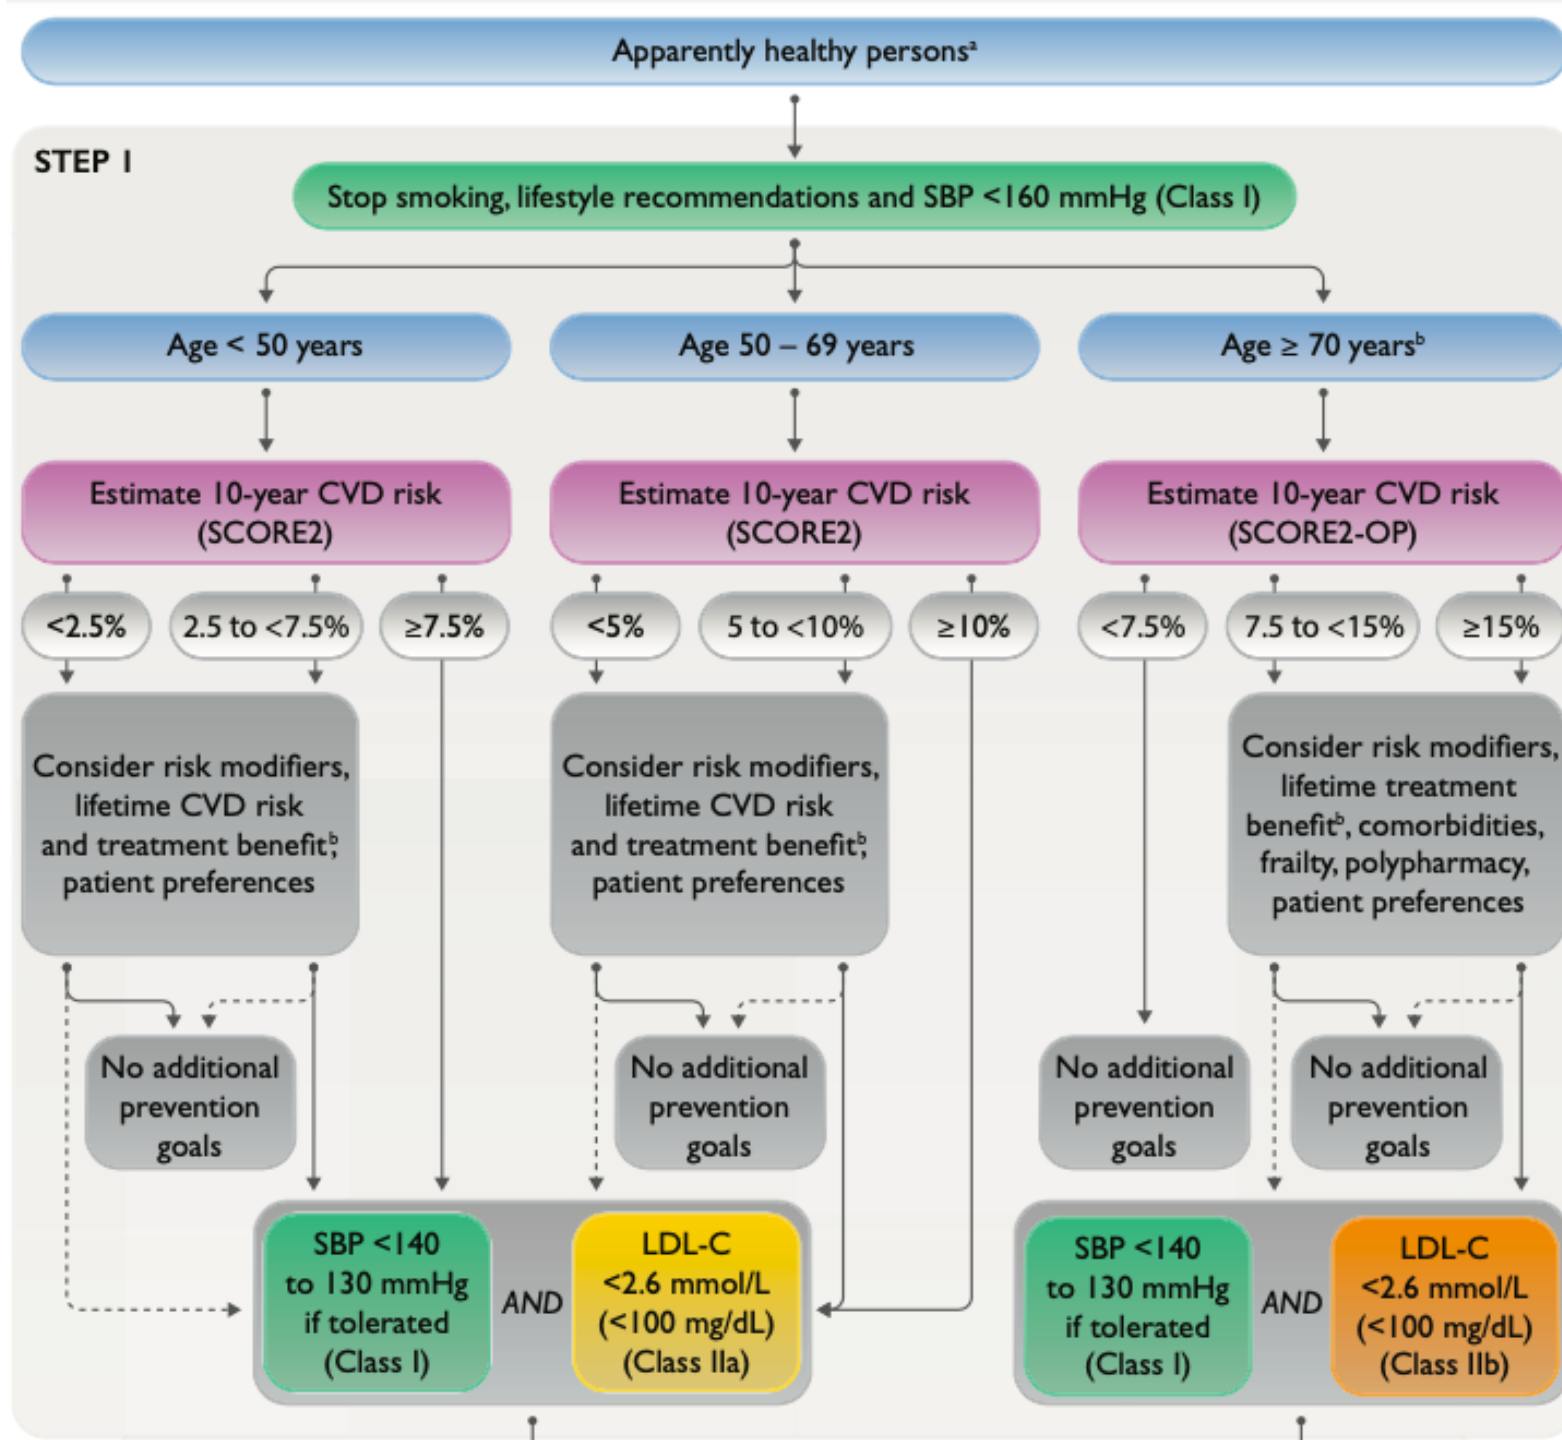 Apparently healthy personsᵃ
STEP 1
Stop smoking, lifestyle recommendations and SBP <160 mmHg (Class I)
Age < 50 years
Age 50 – 69 years
Age ≥ 70 yearsᵇ
Estimate 10-year CVD risk
(SCORE2)
Estimate 10-year CVD risk
(SCORE2)
Estimate 10-year CVD risk
(SCORE2-OP)
<2.5%
2.5 to <7.5%
≥7.5%
<5%
5 to <10%
≥10%
<7.5%
7.5 to <15%
≥15%
Consider risk modifiers,
lifetime CVD risk
and treatment benefitᵇ,
patient preferences
Consider risk modifiers,
lifetime CVD risk
and treatment benefitᵇ,
patient preferences
Consider risk modifiers,
lifetime treatment
benefitᵇ, comorbidities,
frailty, polypharmacy,
patient preferences
No additional
prevention
goals
No additional
prevention
goals
No additional
prevention
goals
No additional
prevention
goals
SBP <140
to 130 mmHg
if tolerated
(Class I)
AND
LDL-C
<2.6 mmol/L
(<100 mg/dL)
(Class IIa)
SBP <140
to 130 mmHg
if tolerated
(Class I)
AND
LDL-C
<2.6 mmol/L
(<100 mg/dL)
(Class IIb)